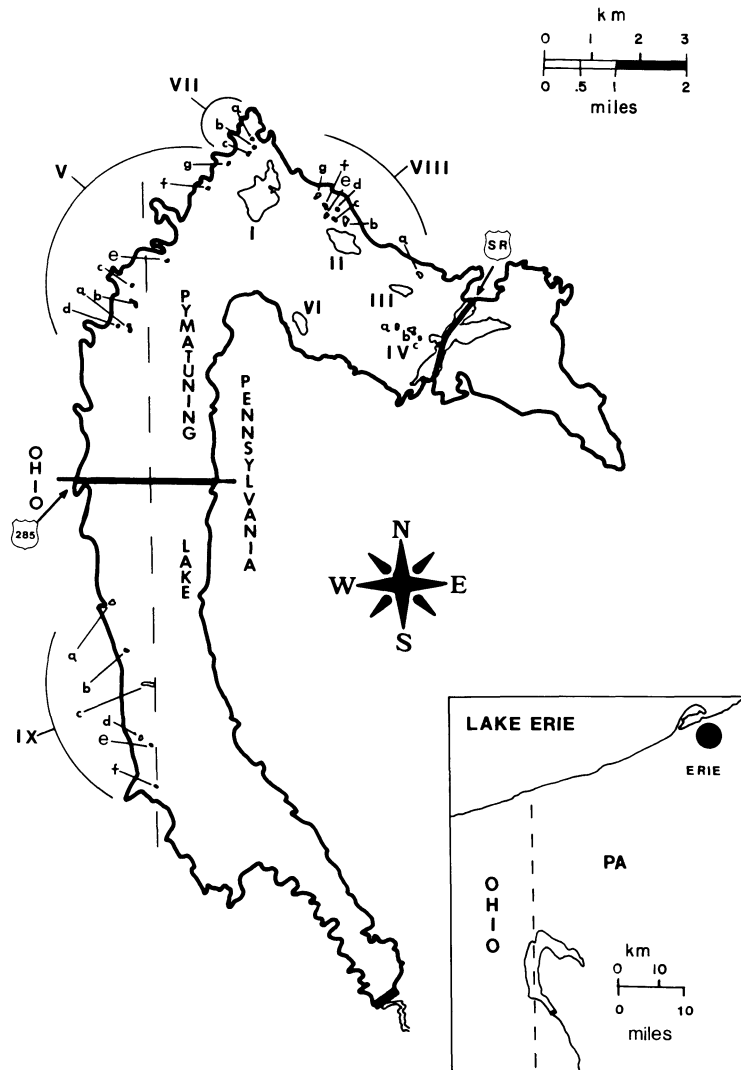 km
0 1 2 3
0 .5 1 2
miles
VII
a
b
c
V
g
f
VIII
g
f
e
d
c
b
a
I
II
SR
e
c
a
b
d
III
VI
a
b
c
IV
PYMATUNING
PENNSYLVANIA
OHIO
285
LAKE
N
W E
S
a
b
c
d
e
f
IX
LAKE ERIE
ERIE
PA
OHIO
km
0 10
0 10
miles